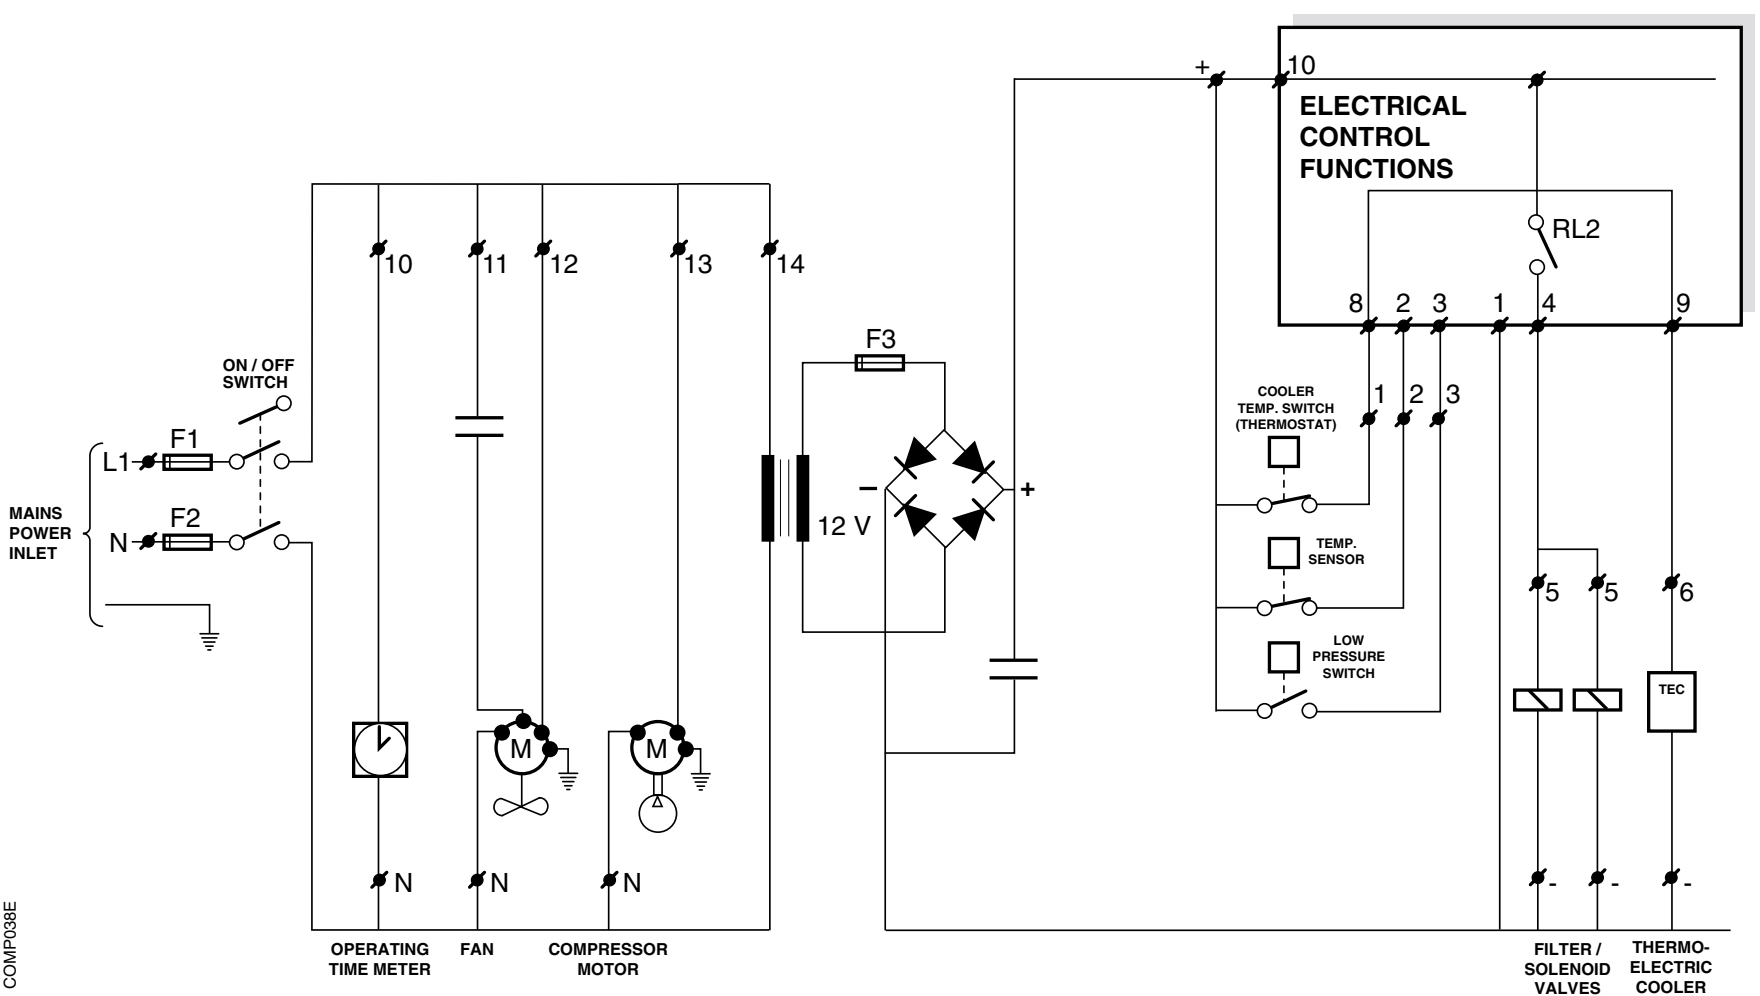 +
10
ELECTRICAL
CONTROL
FUNCTIONS
RL2
8 2 3 1 4 9
10 11 12 13 14
F3
ON / OFF
SWITCH
F1
L1
F2
N
MAINS
POWER
INLET
12 V
– +
COOLER
TEMP. SWITCH
(THERMOSTAT)
1 2 3
TEMP.
SENSOR
LOW
PRESSURE
SWITCH
5 5 6
TEC
M M
N N N
- - -
OPERATING
TIME METER
FAN
COMPRESSOR
MOTOR
FILTER /
SOLENOID
VALVES
THERMO-
ELECTRIC
COOLER
COMP038E